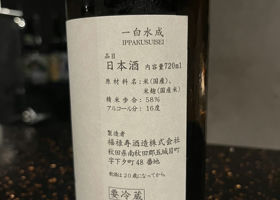 一白水成
IPPAKUSUISEI
品目
日本酒 内容量720ml
原材料名:米(国産)、
米麹(国産米)
精米歩合:58%
アルコール分:16度
製造者
福禄寿酒造株式会社
秋田県南秋田郡五城目町
字下夕町48番地
飲酒は20歳になってから。
要冷蔵